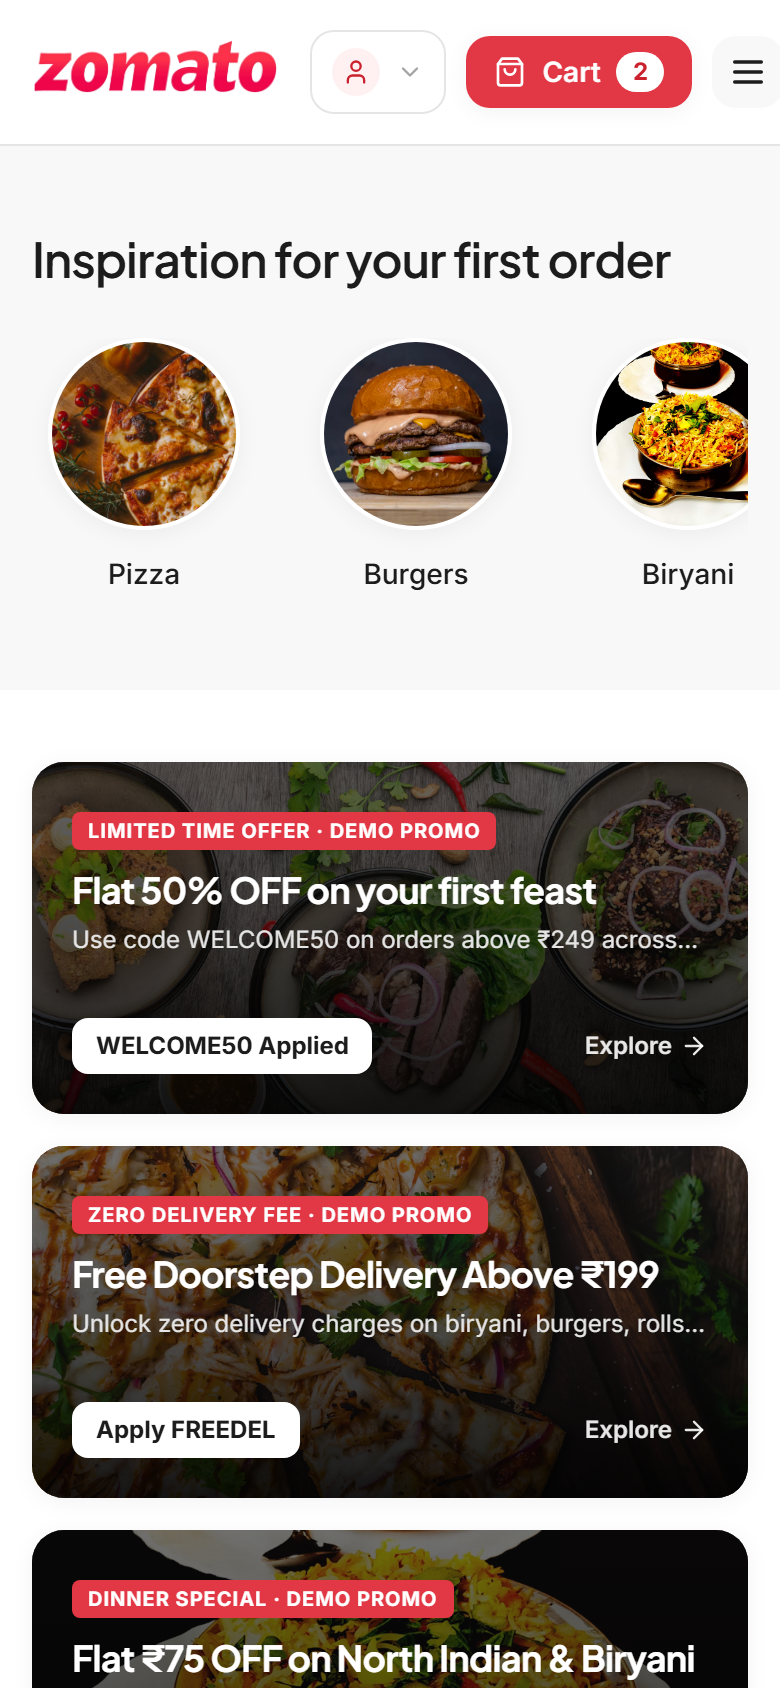 zomato
Cart 2
Inspiration for your first order
Pizza Burgers Biryani
LIMITED TIME OFFER · DEMO PROMO
Flat 50% OFF on your first feast
Use code WELCOME50 on orders above ₹249 across...
WELCOME50 Applied Explore →
ZERO DELIVERY FEE · DEMO PROMO
Free Doorstep Delivery Above ₹199
Unlock zero delivery charges on biryani, burgers, rolls...
Apply FREEDEL Explore →
DINNER SPECIAL · DEMO PROMO
Flat ₹75 OFF on North Indian & Biryani